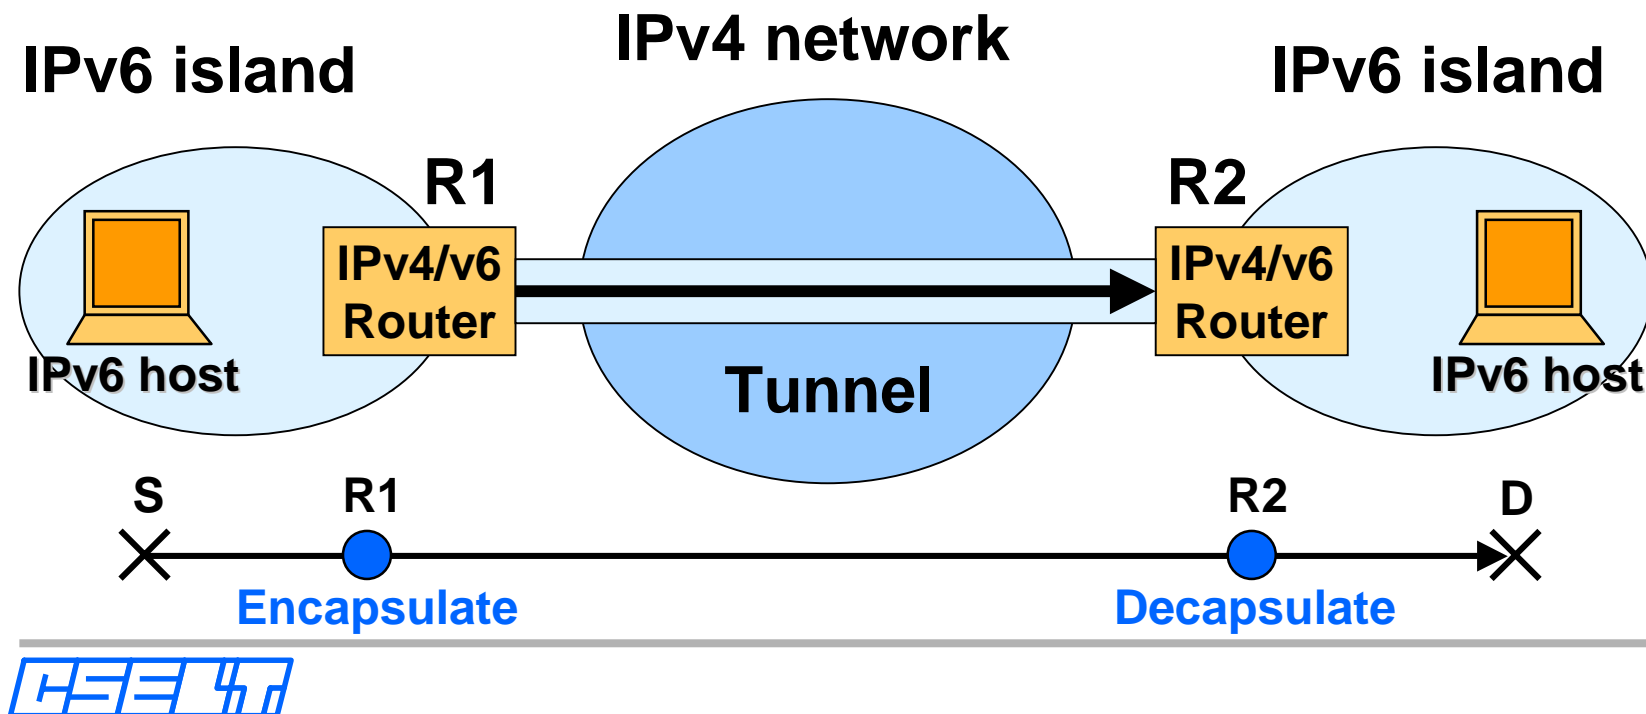 IPv4 network
IPv6 island
IPv6 island
R1
R2
IPv4/v6
Router
IPv4/v6
Router
IPv6 host
IPv6 host
Tunnel
S
R1
R2
D
Encapsulate
Decapsulate
CSELT